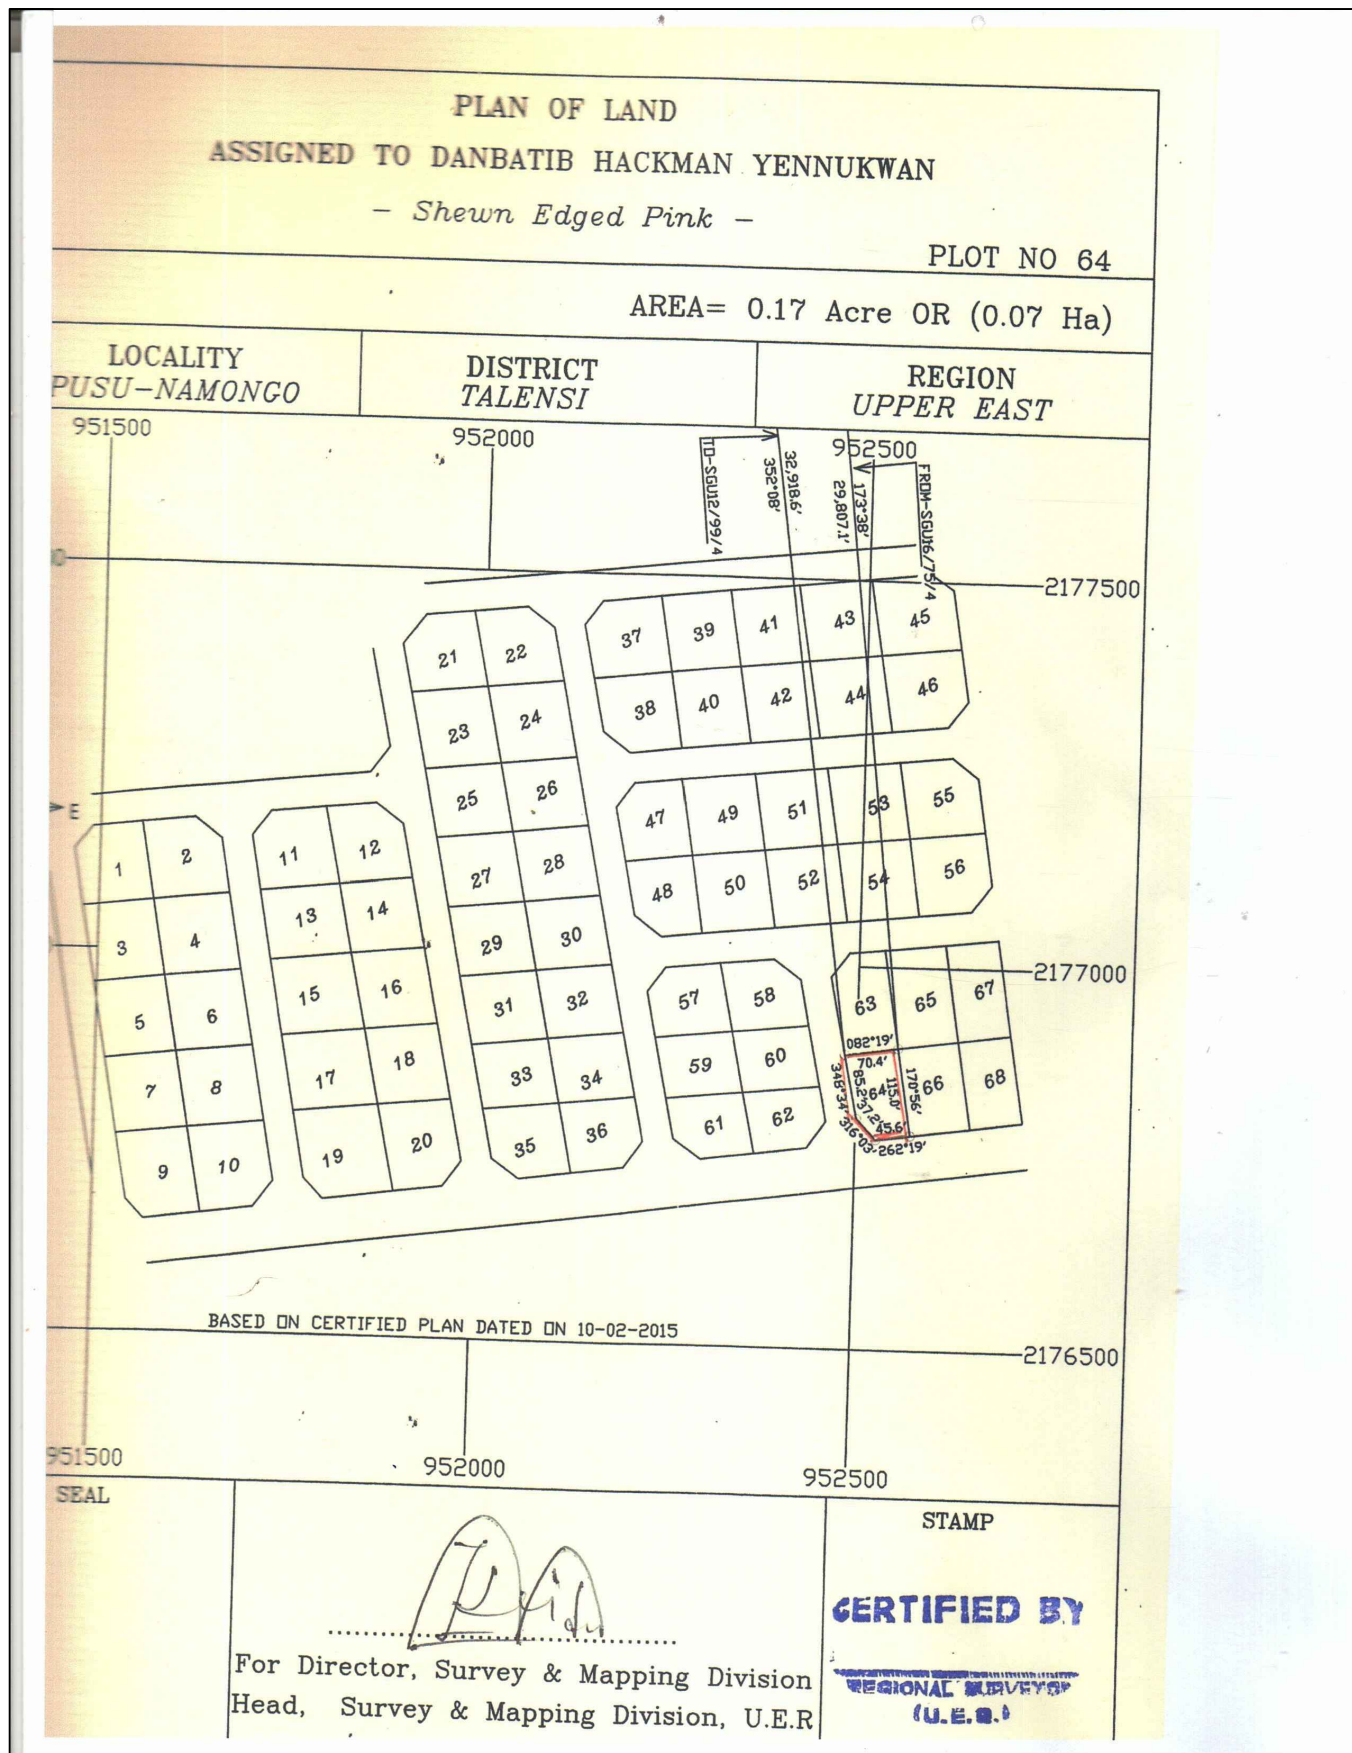 PLAN OF LAND
ASSIGNED TO DANBATIB HACKMAN YENNUKWAN
- Shewn Edged Pink -
PLOT NO 64
AREA= 0.17 Acre OR (0.07 Ha)
LOCALITY
PUSU-NAMONGO
DISTRICT
TALENSI
REGION
UPPER EAST
951500
952000
952500
TO-SGU12/99/4
32,918.6'
352°08'
173°38'
29,807.1'
FROM-SGU16/75/4
2177500
21 22
37 39 41 43 45
38 40 42 44 46
23 24
25 26
47 49 51 53 55
E
1 2
11 12
27 28
48 50 52 54 56
3 4
13 14
29 30
2177000
5 6
15 16
31 32
57 58
63 65 67
082°19'
7 8
17 18
33 34
59 60
70.4'
348°34'
85.2'
64
115.0'
170°56'
66 68
37.2'
9 10
19 20
35 36
61 62
45.6'
316°03'
262°19'
BASED ON CERTIFIED PLAN DATED ON 10-02-2015
2176500
951500
952000
952500
SEAL
STAMP
CERTIFIED BY
For Director, Survey & Mapping Division
Head, Survey & Mapping Division, U.E.R
REGIONAL SURVEYOR
(U.E.R.)